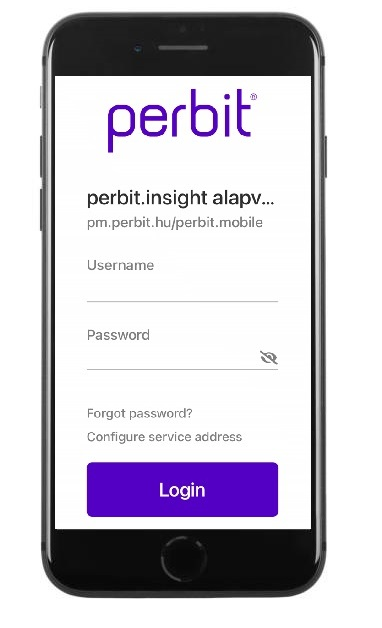 perbit®
perbit.insight alapv...
pm.perbit.hu/perbit.mobile
Username
Password
Forgot password?
Configure service address
Login